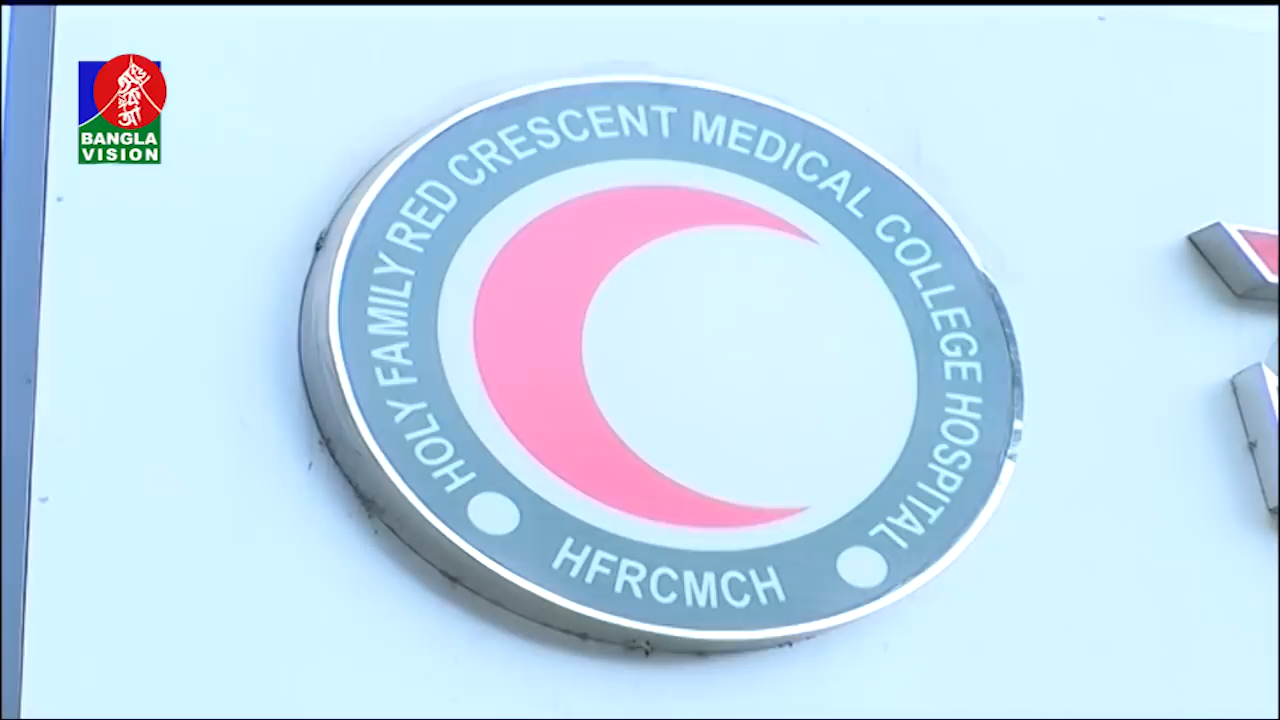 BANGLA
VISION
HOLY FAMILY RED CRESCENT MEDICAL COLLEGE HOSPITAL
HFRCMCH